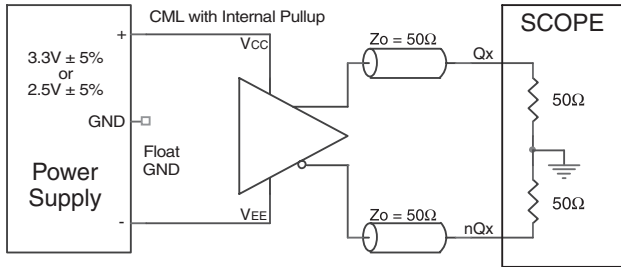 CML with Internal Pullup
SCOPE
+
VCC
Zo = 50Ω
Qx
3.3V ± 5%
or
2.5V ± 5%
50Ω
GND
Float
GND
Power
Supply
50Ω
-
VEE
Zo = 50Ω
nQx